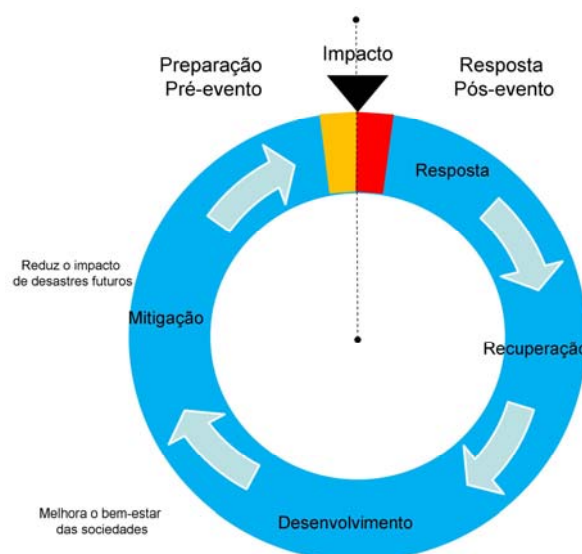 Preparação
Pré-evento
Impacto
Resposta
Pós-evento
Resposta
Reduz o impacto
de desastres futuros
Mitigação
Recuperação
Melhora o bem-estar
das sociedades
Desenvolvimento